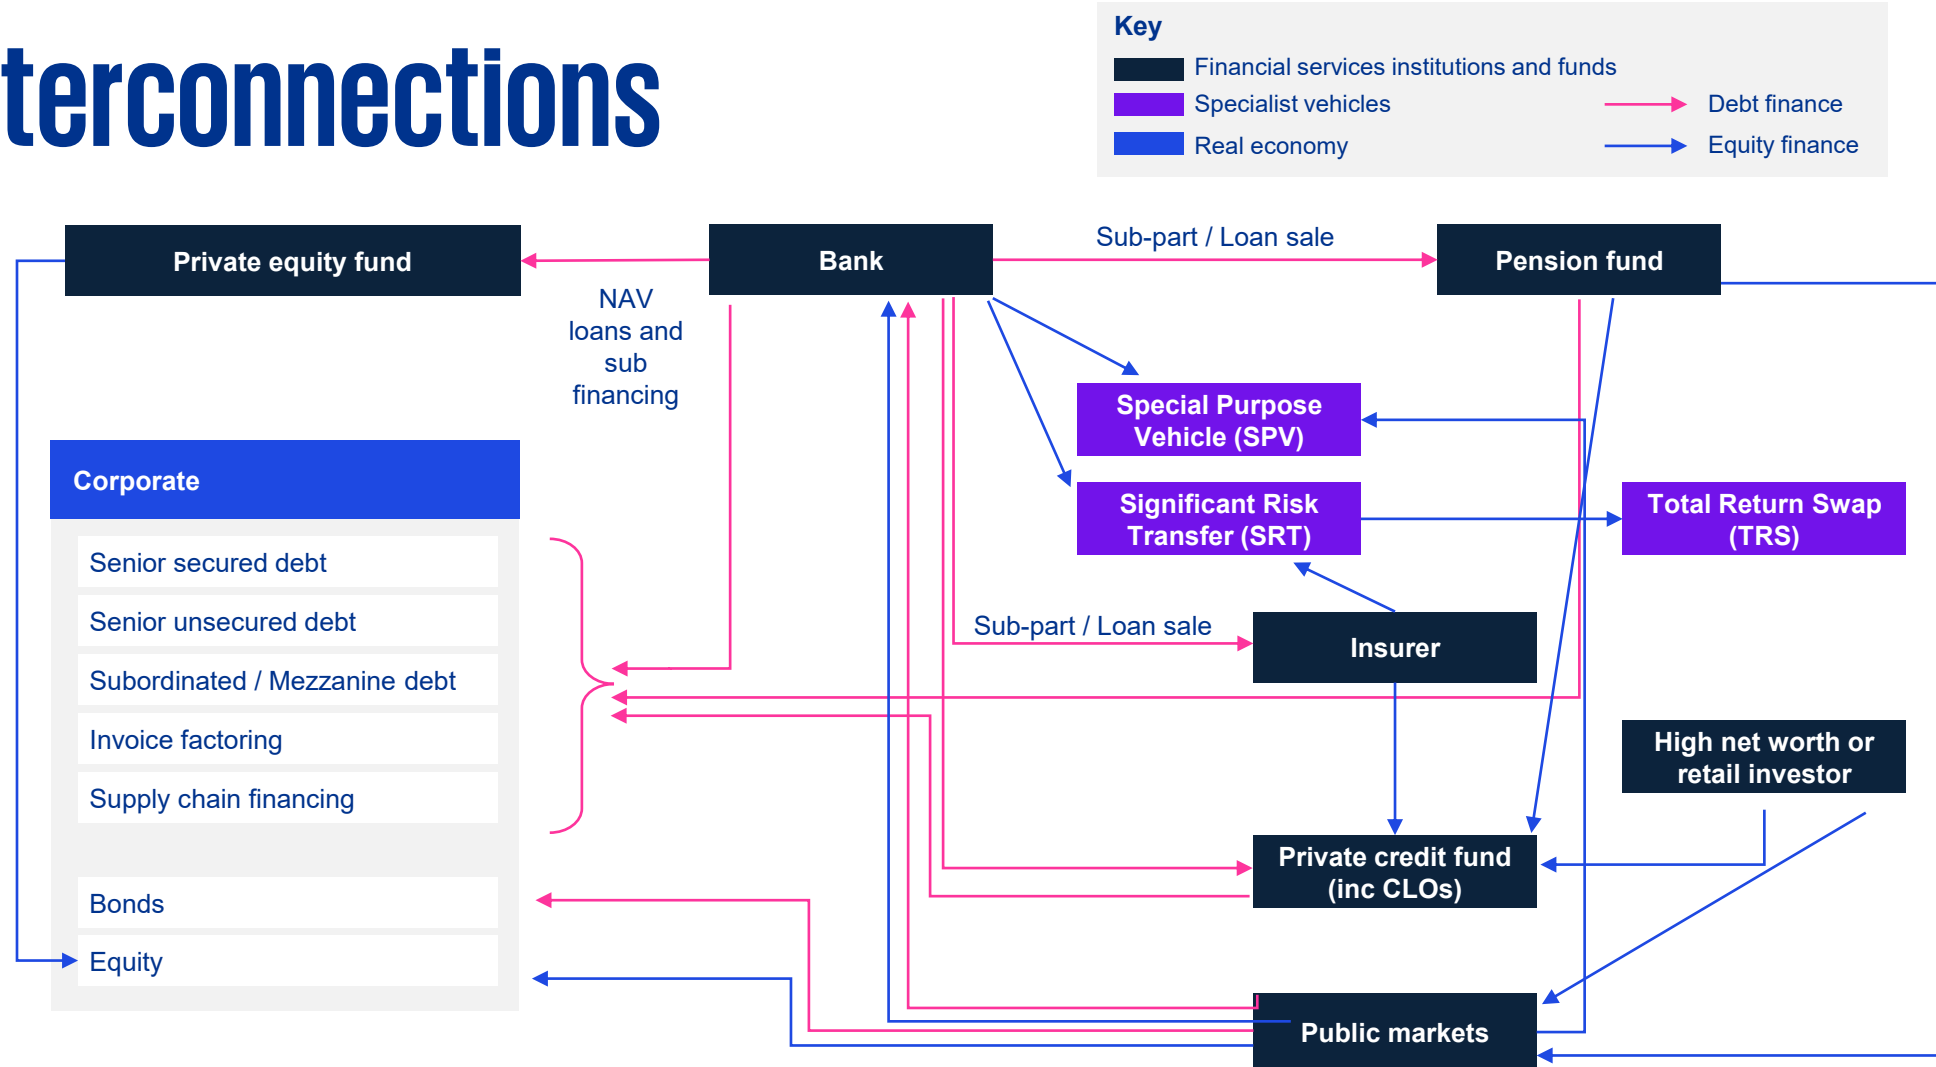 terconnections
Key
Financial services institutions and funds
Specialist vehicles
Debt finance
Real economy
Equity finance
Private equity fund
Bank
Sub-part / Loan sale
Pension fund
NAV
loans and
sub
financing
Special Purpose
Vehicle (SPV)
Corporate
Significant Risk
Transfer (SRT)
Total Return Swap
(TRS)
Senior secured debt
Senior unsecured debt
Sub-part / Loan sale
Insurer
Subordinated / Mezzanine debt
Invoice factoring
High net worth or
retail investor
Supply chain financing
Private credit fund
(inc CLOs)
Bonds
Equity
Public markets